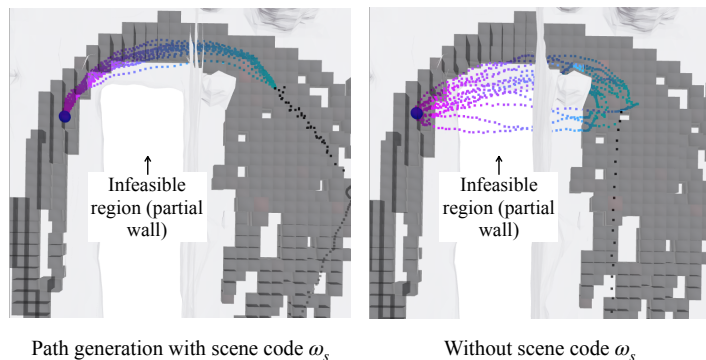 Infeasible
region (partial
wall)
Infeasible
region (partial
wall)
Path generation with scene code ωs
Without scene code ωs